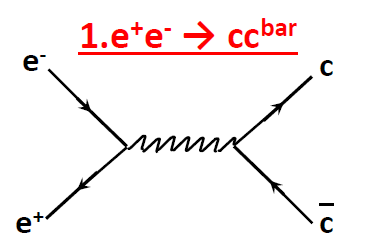 1.e⁺e⁻ → cc^bar
e⁻
c
e⁺
c̅